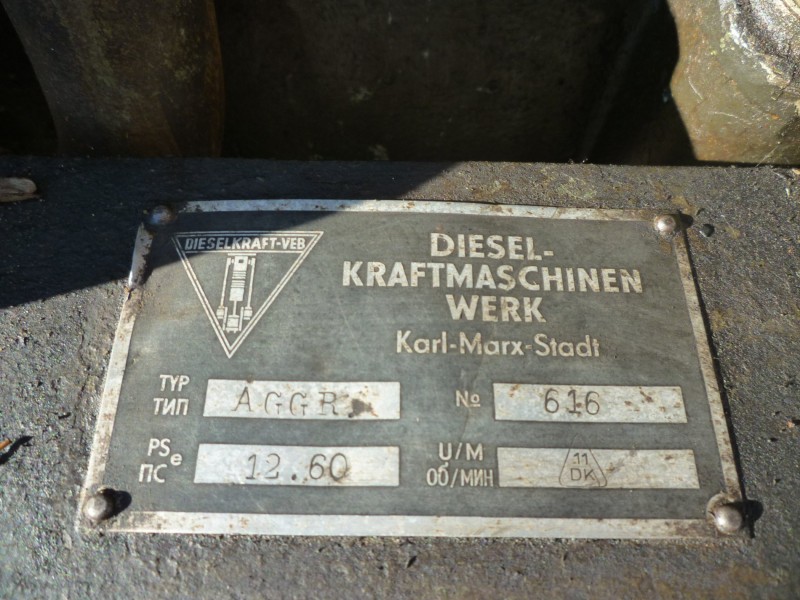 DIESELKRAFT-VEB
DIESEL-
KRAFTMASCHINEN
WERK
Karl-Marx-Stadt
TYP
ТИП
AGGR.
№
616
PSe
ПС
12.60
U/M
ОБ/МИН
11
DK